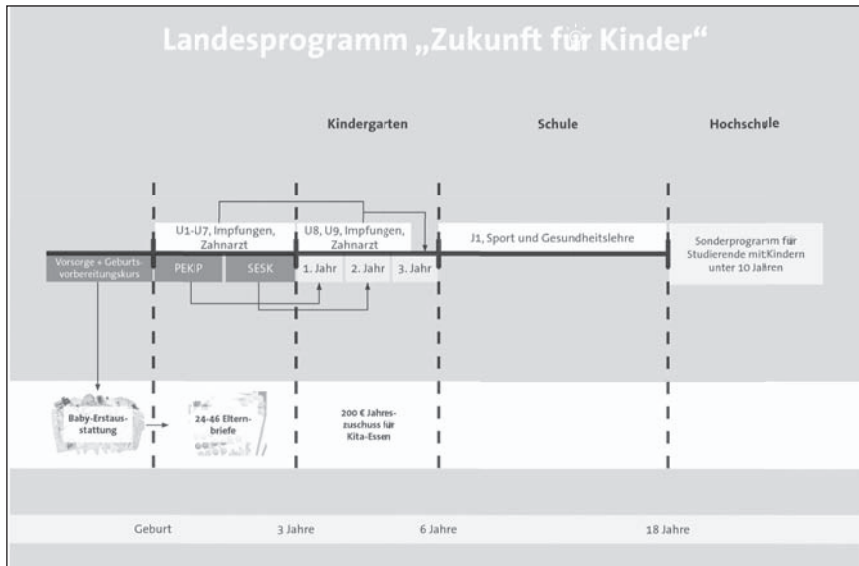 Landesprogramm „Zukunft für Kinder“
Kindergarten
Schule
Hochschule
U1-U7, Impfungen,
Zahnarzt
U8, U9, Impfungen,
Zahnarzt
J1, Sport und Gesundheitslehre
Sonderprogramm für
Studierende mit Kindern
unter 10 Jahren
Vorsorge + Geburts-
vorbereitungskurs
PEKIP
SESK
1. Jahr
2. Jahr
3. Jahr
Baby-Erstaus-
stattung
24-46 Eltern-
briefe
200 € Jahres-
zuschuss für
Kita-Essen
Geburt
3 Jahre
6 Jahre
18 Jahre